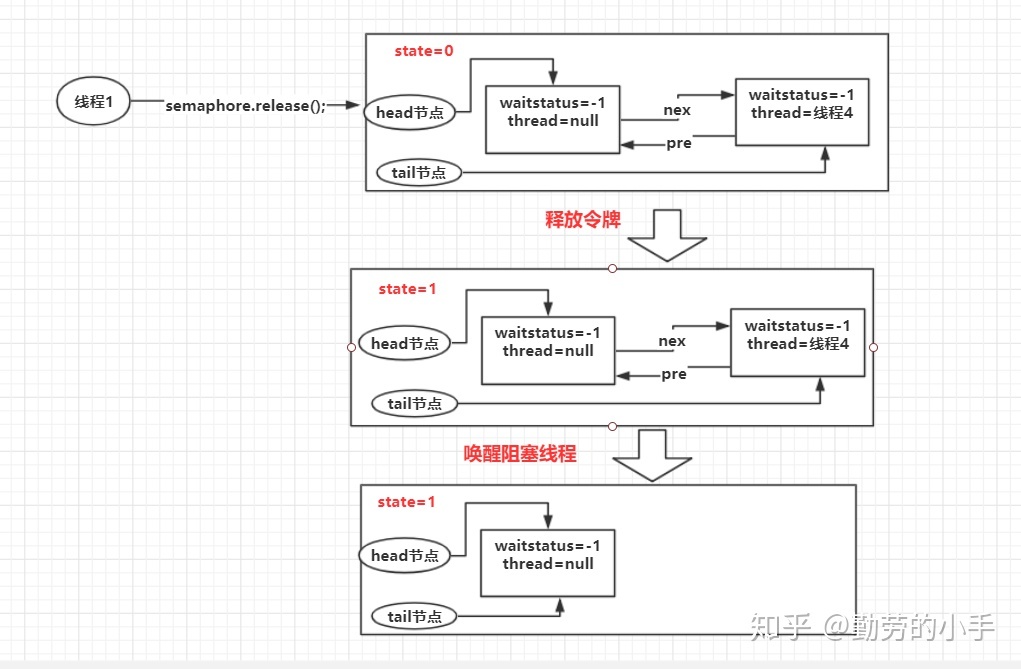 state=0
线程1
semaphore.release();
head节点
waitstatus=-1
thread=null
nex
pre
waitstatus=-1
thread=线程4
tail节点
释放令牌
state=1
head节点
waitstatus=-1
thread=null
nex
pre
waitstatus=-1
thread=线程4
tail节点
唤醒阻塞线程
state=1
head节点
waitstatus=-1
thread=null
tail节点
知乎 @勤劳的小手